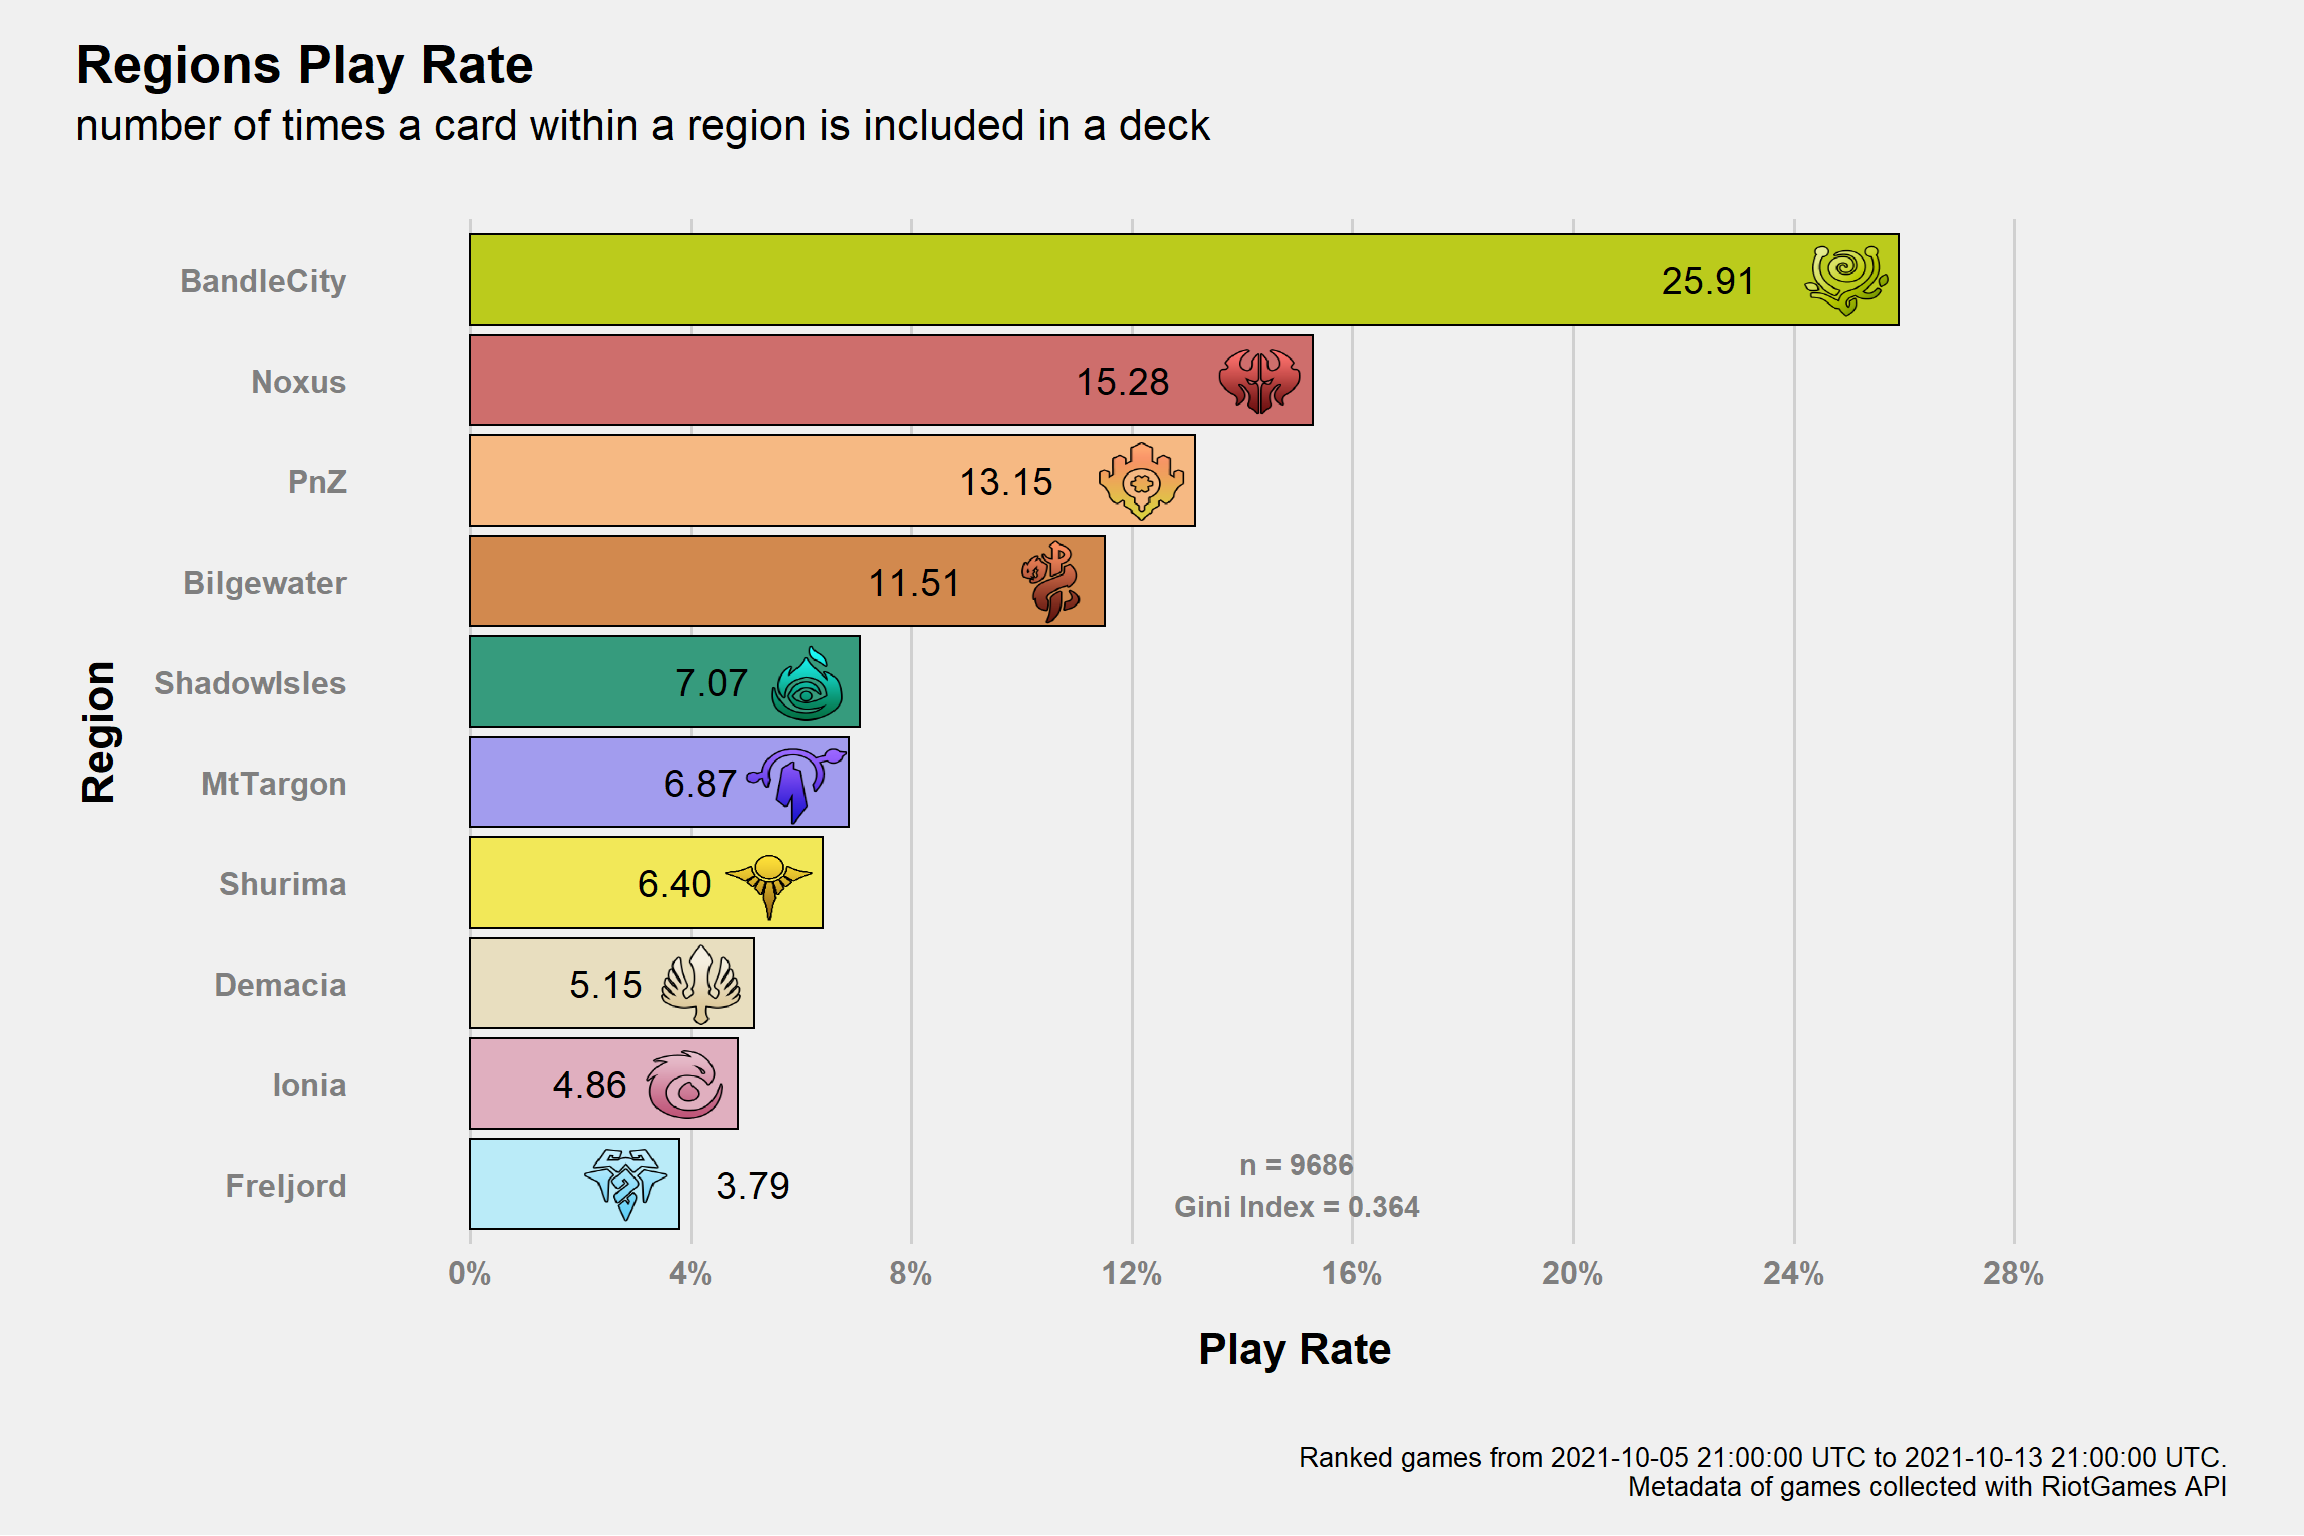 Regions Play Rate
number of times a card within a region is included in a deck
BandleCity
25.91
Noxus
15.28
PnZ
13.15
Bilgewater
11.51
ShadowIsles
7.07
MtTargon
6.87
Shurima
6.40
Demacia
5.15
Ionia
4.86
Freljord
3.79
Region
n = 9686
Gini Index = 0.364
0% 4% 8% 12% 16% 20% 24% 28%
Play Rate
Ranked games from 2021-10-05 21:00:00 UTC to 2021-10-13 21:00:00 UTC.
Metadata of games collected with RiotGames API